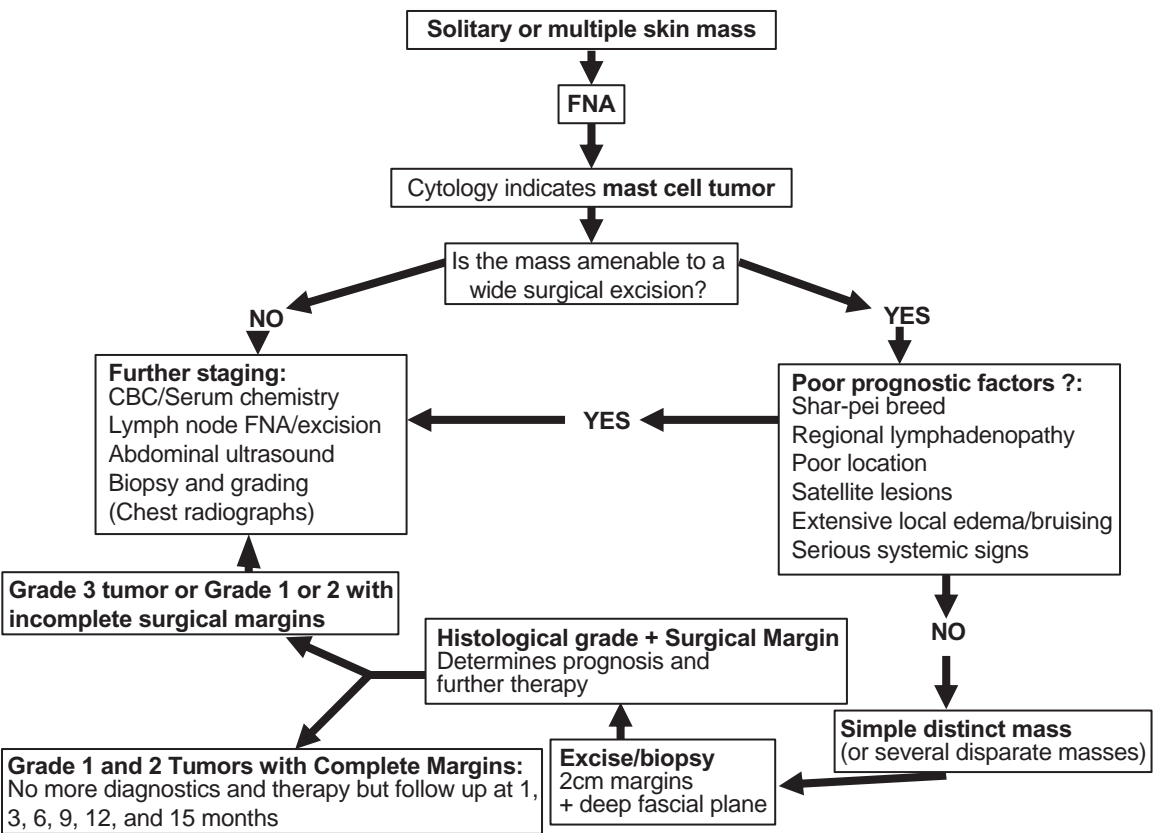 Solitary or multiple skin mass
FNA
Cytology indicates mast cell tumor
Is the mass amenable to a
wide surgical excision?
NO
YES
Further staging:
CBC/Serum chemistry
Lymph node FNA/excision
Abdominal ultrasound
Biopsy and grading
(Chest radiographs)
YES
Poor prognostic factors ?:
Shar-pei breed
Regional lymphadenopathy
Poor location
Satellite lesions
Extensive local edema/bruising
Serious systemic signs
NO
Grade 3 tumor or Grade 1 or 2 with
incomplete surgical margins
Histological grade + Surgical Margin
Determines prognosis and
further therapy
Simple distinct mass
(or several disparate masses)
Excise/biopsy
2cm margins
+ deep fascial plane
Grade 1 and 2 Tumors with Complete Margins:
No more diagnostics and therapy but follow up at 1,
3, 6, 9, 12, and 15 months